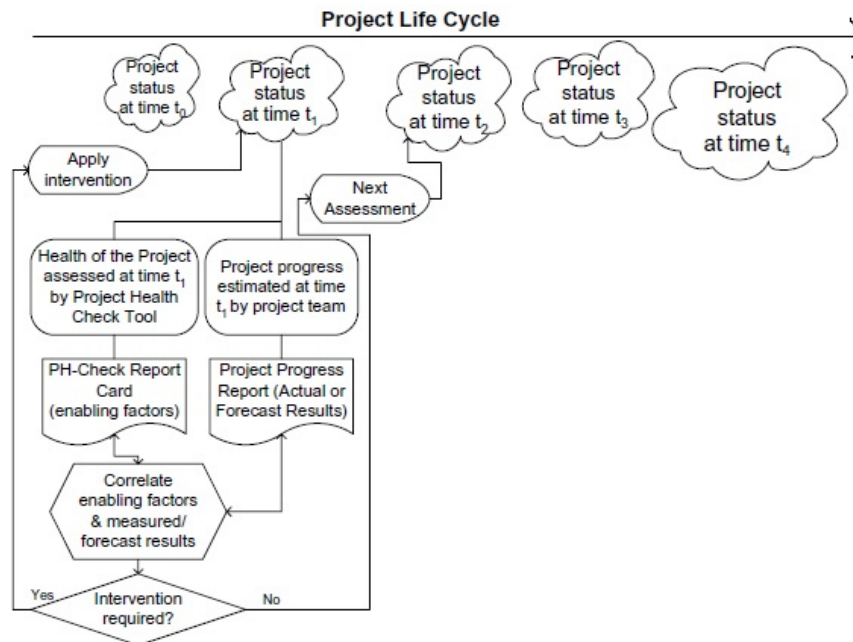 Project Life Cycle
Project
status
at time t0
Project
status
at time t1
Project
status
at time t2
Project
status
at time t3
Project
status
at time t4
Apply
intervention
Next
Assessment
Health of the Project
assessed at time t1
by Project Health
Check Tool
Project progress
estimated at time
t1 by project team
PH-Check Report
Card
(enabling factors)
Project Progress
Report (Actual or
Forecast Results)
Correlate
enabling factors
& measured/
forecast results
Yes
Intervention
required?
No